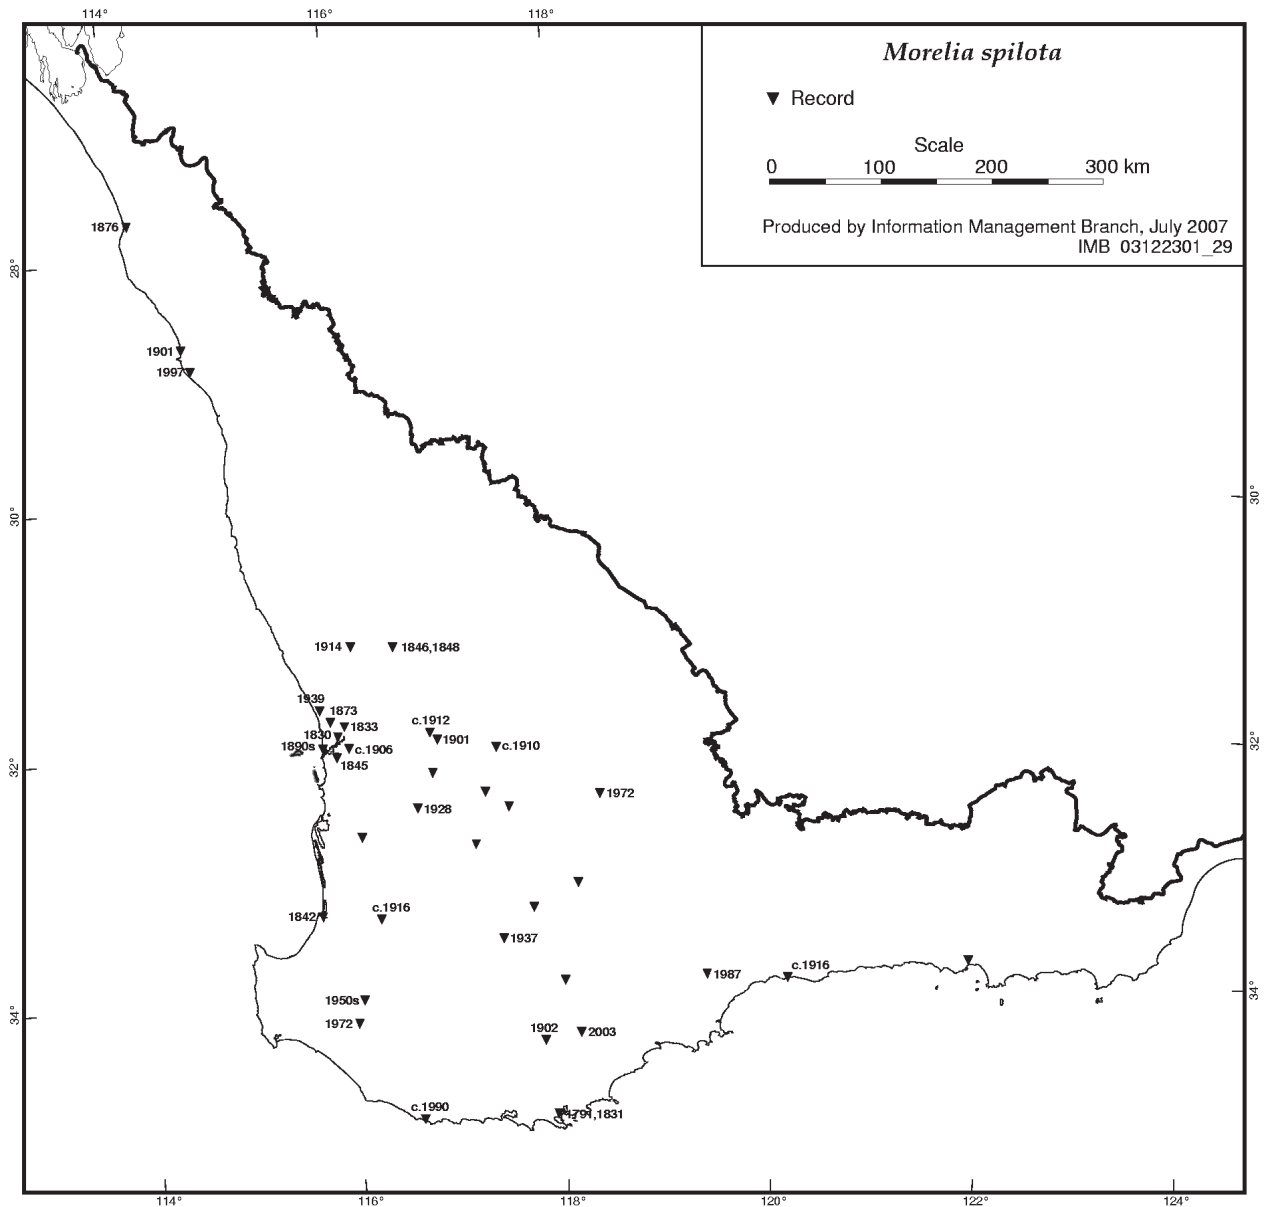 114°
116°
118°
Morelia spilota
Record
Scale
0 100 200 300 km
Produced by Information Management Branch, July 2007
IMB 03122301_29
1876
28°
1901
1997
30°
30°
1914
1846,1848
1939
1873
1833
1830
1890s
c.1906
1845
c.1912
1901
c.1910
32°
32°
1972
1928
c.1916
1842
1937
1987
c.1916
1950s
1972
34°
34°
1902
2003
c.1990
1791,1831
114°
116°
118°
120°
122°
124°